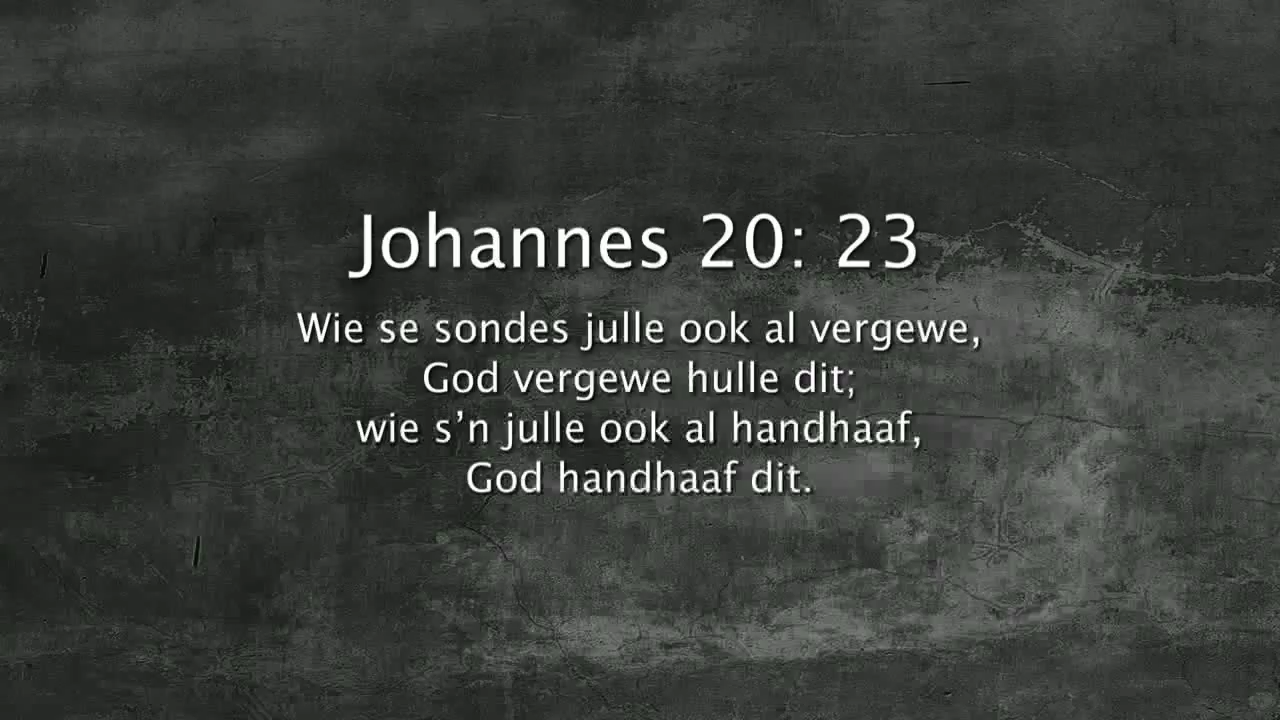 Johannes 20: 23
Wie se sondes julle ook al vergewe,
God vergewe hulle dit;
wie s’n julle ook al handhaaf,
God handhaaf dit.